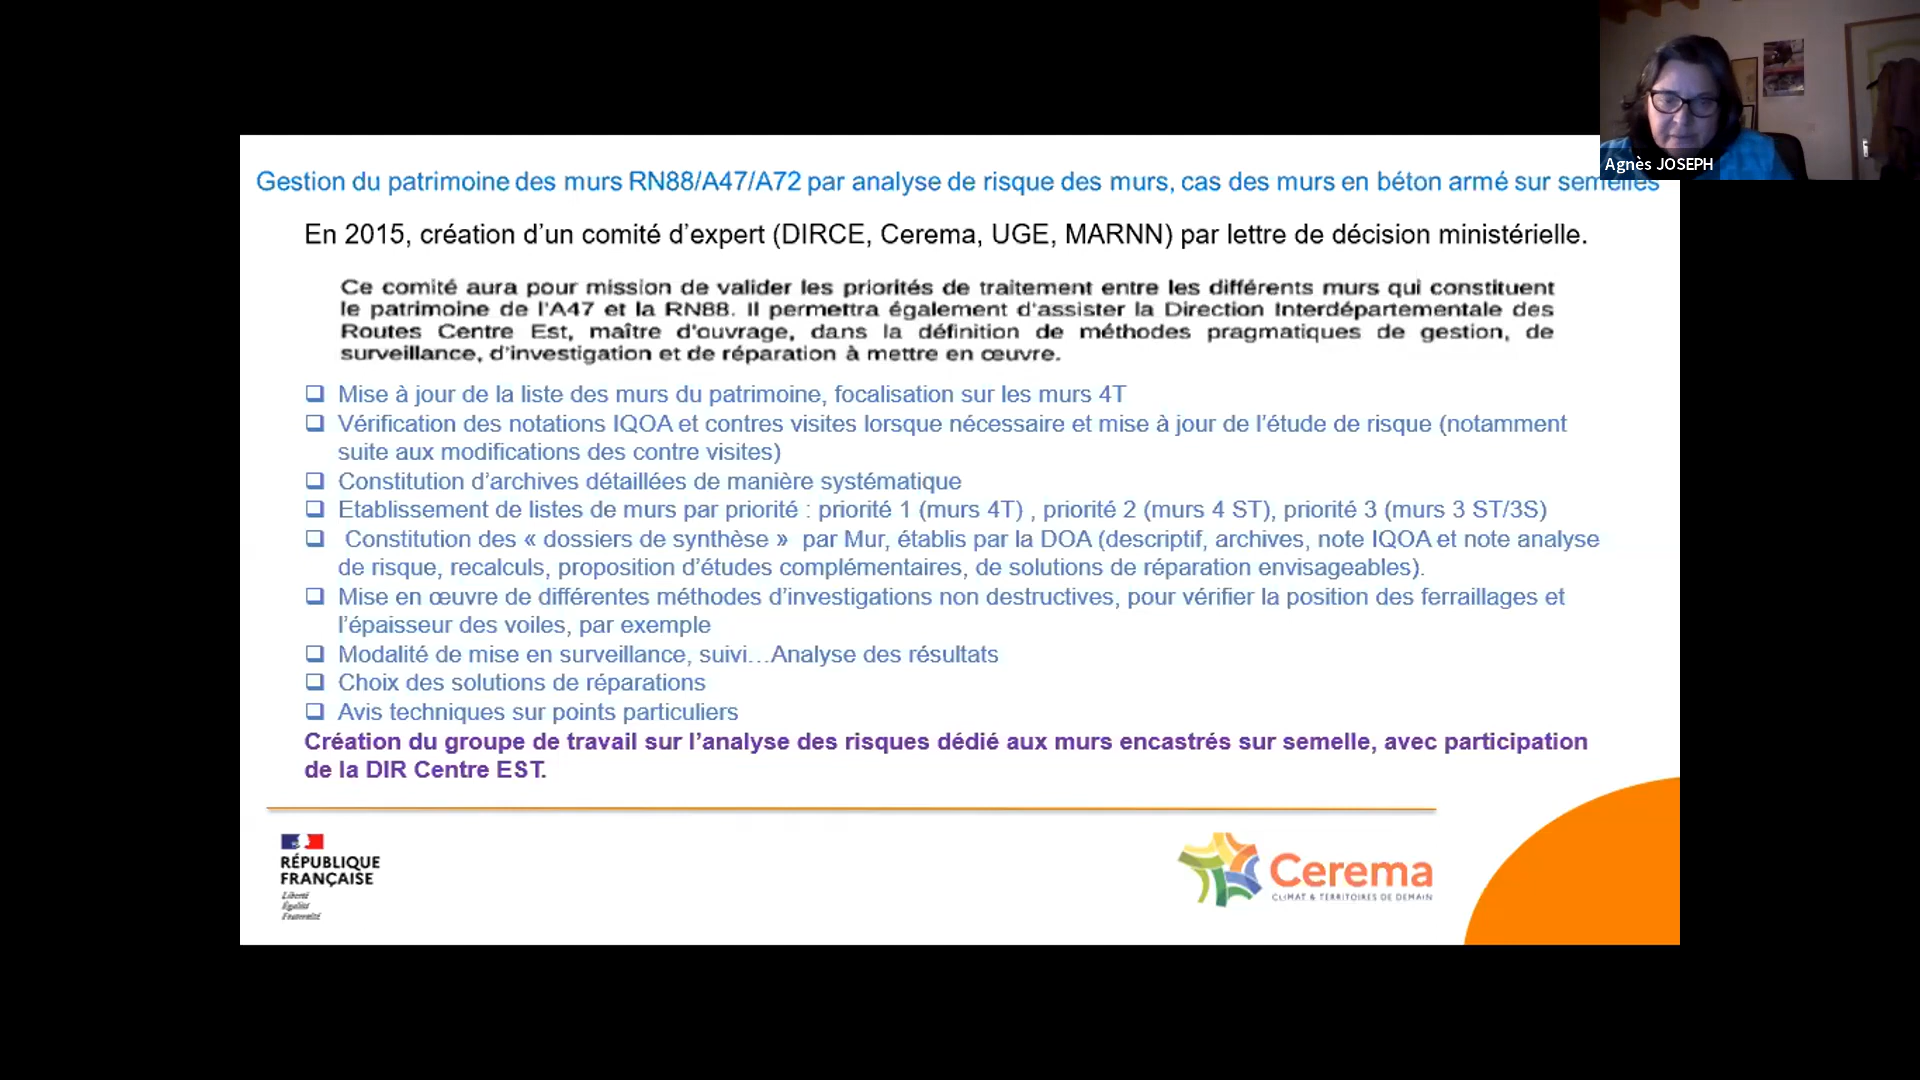 Agnès JOSEPH
Gestion du patrimoine des murs RN88/A47/A72 par analyse de risque des murs, cas des murs en béton armé sur semelles
En 2015, création d’un comité d’expert (DIRCE, Cerema, UGE, MARNN) par lettre de décision ministérielle.
Ce comité aura pour mission de valider les priorités de traitement entre les différents murs qui constituent
le patrimoine de l'A47 et la RN88. Il permettra également d'assister la Direction Interdépartementale des
Routes Centre Est, maître d'ouvrage, dans la définition de méthodes pragmatiques de gestion, de
surveillance, d'investigation et de réparation à mettre en œuvre.
Mise à jour de la liste des murs du patrimoine, focalisation sur les murs 4T
Vérification des notations IQOA et contres visites lorsque nécessaire et mise à jour de l’étude de risque (notamment
suite aux modifications des contre visites)
Constitution d’archives détaillées de manière systématique
Etablissement de listes de murs par priorité : priorité 1 (murs 4T) , priorité 2 (murs 4 ST), priorité 3 (murs 3 ST/3S)
Constitution des « dossiers de synthèse » par Mur, établis par la DOA (descriptif, archives, note IQOA et note analyse
de risque, recalculs, proposition d’études complémentaires, de solutions de réparation envisageables).
Mise en œuvre de différentes méthodes d’investigations non destructives, pour vérifier la position des ferraillages et
l’épaisseur des voiles, par exemple
Modalité de mise en surveillance, suivi…Analyse des résultats
Choix des solutions de réparations
Avis techniques sur points particuliers
Création du groupe de travail sur l’analyse des risques dédié aux murs encastrés sur semelle, avec participation
de la DIR Centre EST.
RÉPUBLIQUE
FRANÇAISE
Liberté
Égalité
Fraternité
Cerema
CLIMAT & TERRITOIRES DE DEMAIN